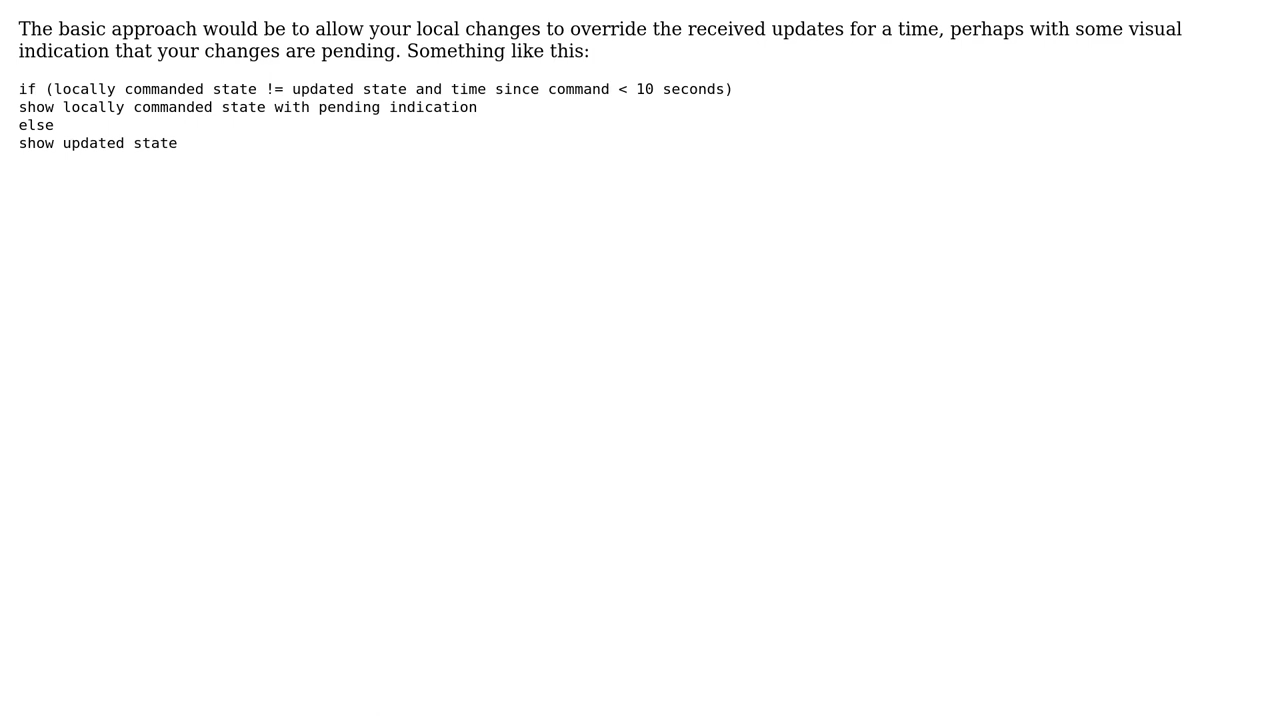 The basic approach would be to allow your local changes to override the received updates for a time, perhaps with some visual
indication that your changes are pending. Something like this:
if (locally commanded state != updated state and time since command < 10 seconds)
show locally commanded state with pending indication
else
show updated state